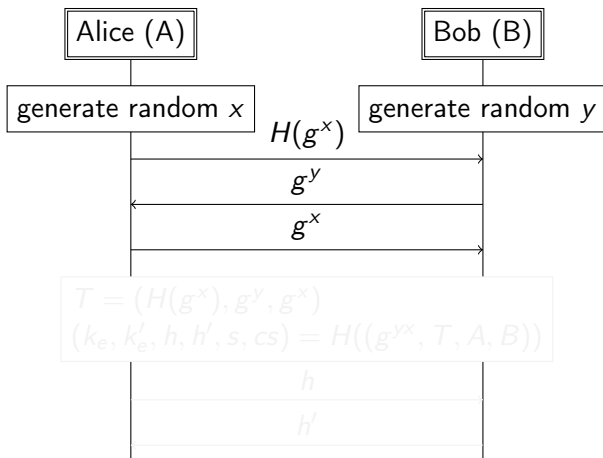 Alice (A)
Bob (B)
generate random x
generate random y
H(g^x)
g^y
g^x
T = (H(g^x), g^y, g^x)
(k_e, k'_e, h, h', s, cs) = H((g^{yx}, T, A, B))
h
h'